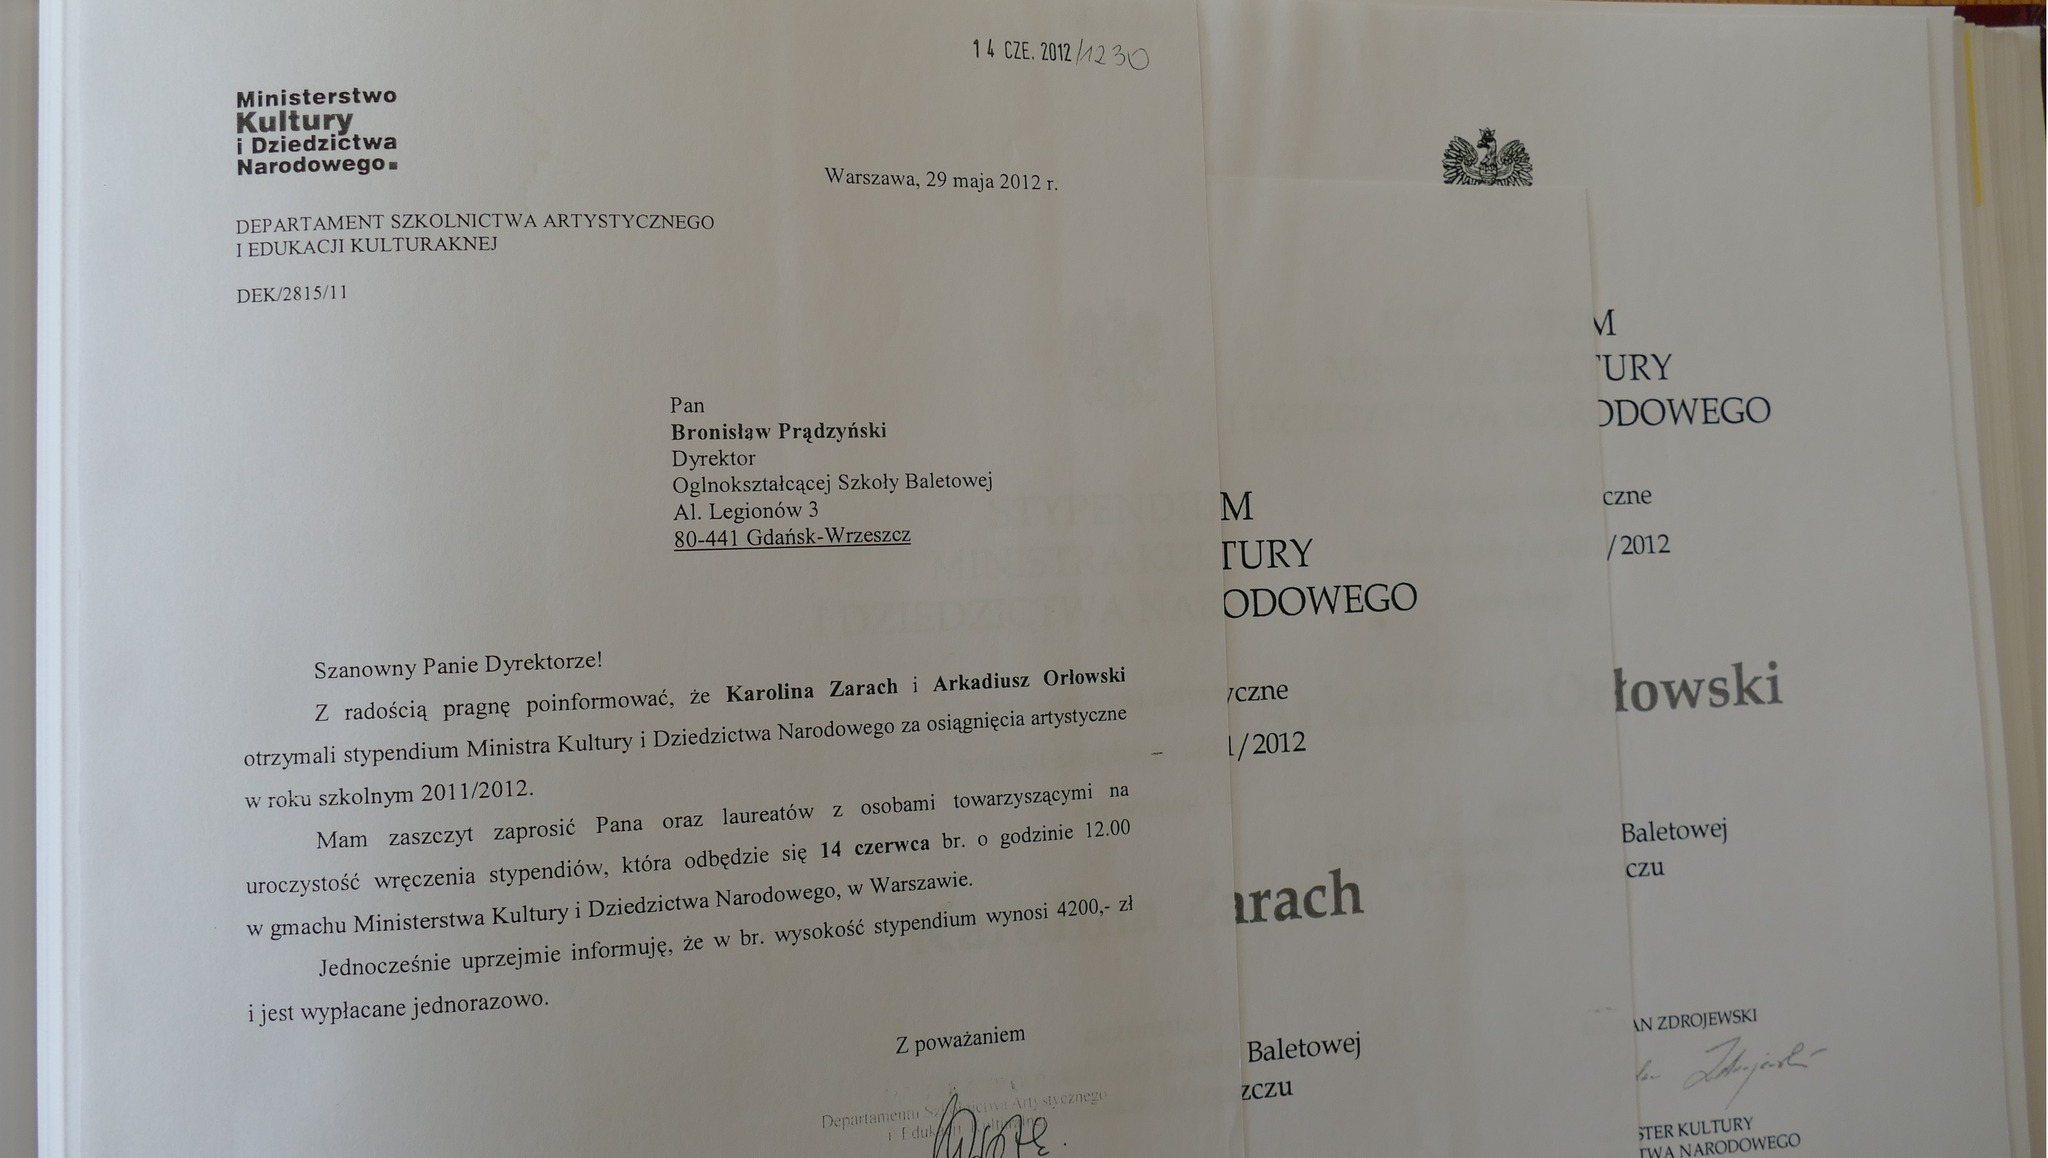 14 CZE. 2012/1230
Ministerstwo
Kultury
i Dziedzictwa
Narodowego
Warszawa, 29 maja 2012 r.
DEPARTAMENT SZKOLNICTWA ARTYSTYCZNEGO
I EDUKACJI KULTURAKNEJ
DEK/2815/11
Pan
Bronisław Prądzyński
Dyrektor
Oglnokształcącej Szkoły Baletowej
Al. Legionów 3
80-441 Gdańsk-Wrzeszcz
Szanowny Panie Dyrektorze!
Z radością pragnę poinformować, że Karolina Zarach i Arkadiusz Orłowski
otrzymali stypendium Ministra Kultury i Dziedzictwa Narodowego za osiągnięcia artystyczne
w roku szkolnym 2011/2012.
Mam zaszczyt zaprosić Pana oraz laureatów z osobami towarzyszącymi na
uroczystość wręczenia stypendiów, która odbędzie się 14 czerwca br. o godzinie 12.00
w gmachu Ministerstwa Kultury i Dziedzictwa Narodowego, w Warszawie.
Jednocześnie uprzejmie informuję, że w br. wysokość stypendium wynosi 4200,- zł
i jest wypłacane jednorazowo.
Z poważaniem
Departamentu Szkolnictwa Artystycznego
i Edukacji Kulturalnej
M
TURY
ODOWEGO
yczne
1/2012
arach
Baletowej
zczu
M
TURY
ODOWEGO
czne
/2012
łowski
Baletowej
czu
AN ZDROJEWSKI
STER KULTURY
TWA NARODOWEGO